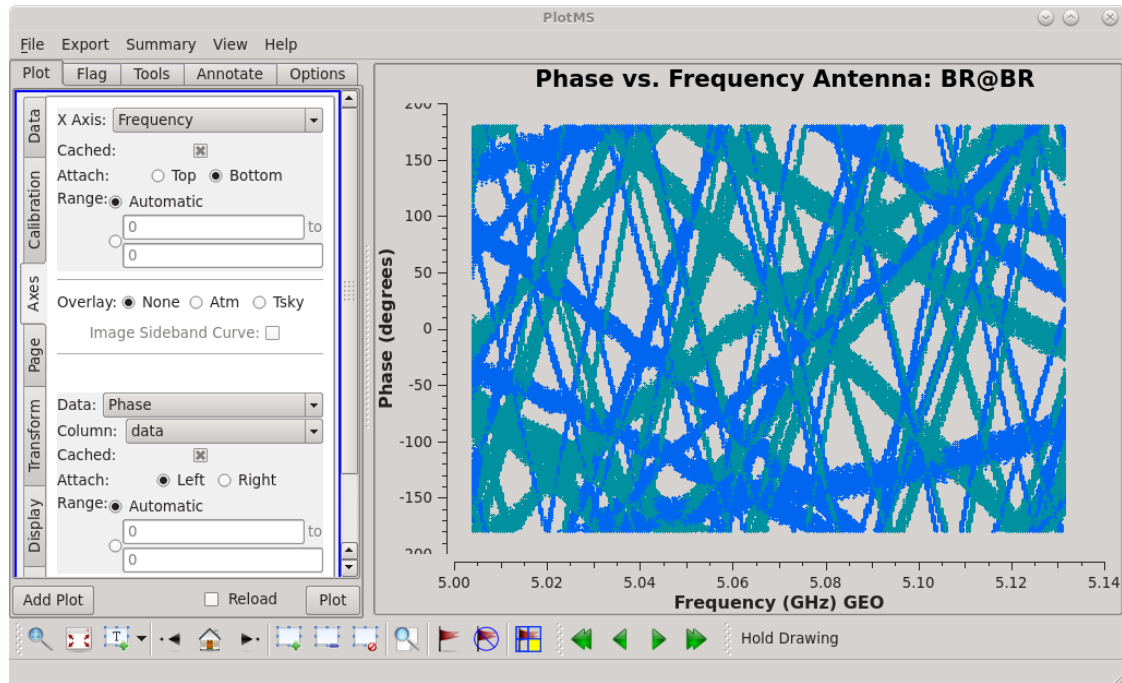 PlotMS
File Export Summary View Help
Plot Flag Tools Annotate Options
Data
Calibration
Axes
Page
Transform
Display
X Axis: Frequency
Cached:
Attach: Top Bottom
Range: Automatic
0 to
0
Overlay: None Atm Tsky
Image Sideband Curve:
Data: Phase
Column: data
Cached:
Attach: Left Right
Range: Automatic
0 to
0
Add Plot Reload Plot
Phase vs. Frequency Antenna: BR@BR
Phase (degrees)
200
150
100
50
0
-50
-100
-150
200
5.00 5.02 5.04 5.06 5.08 5.10 5.12 5.14
Frequency (GHz) GEO
T
Hold Drawing